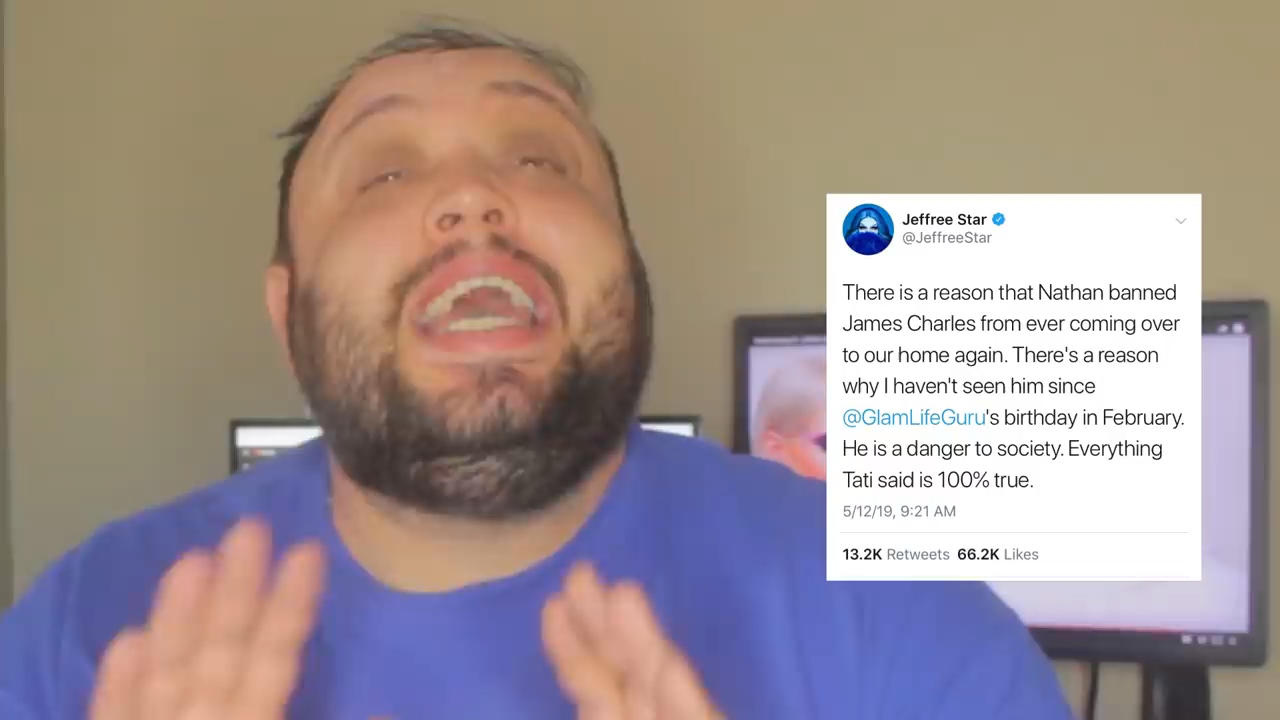 Jeffree Star
@JeffreeStar
There is a reason that Nathan banned
James Charles from ever coming over
to our home again. There's a reason
why I haven't seen him since
@GlamLifeGuru's birthday in February.
He is a danger to society. Everything
Tati said is 100% true.
5/12/19, 9:21 AM
13.2K Retweets 66.2K Likes